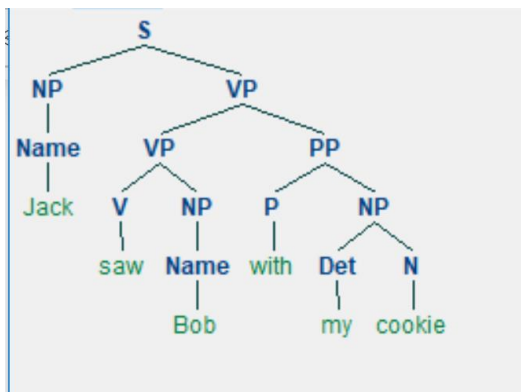 S
NP VP
Name VP PP
Jack V NP P NP
saw Name with Det N
Bob my cookie